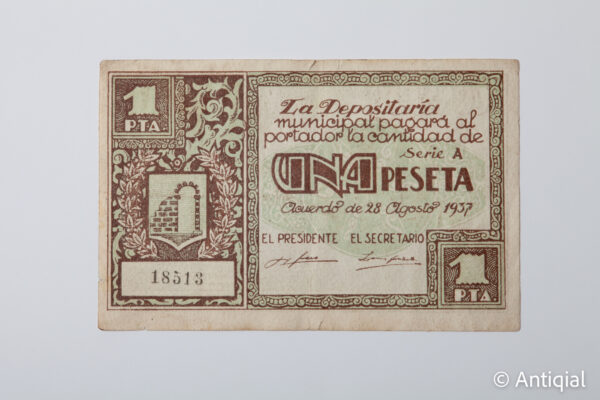 1
PTA
La Depositaría
municipal pagará al
portador la cantidad de
Serie A
UNA PESETA
Acuerdo de 28 Agosto 1937
EL PRESIDENTE EL SECRETARIO
18513
1
PTA
© Antiqial